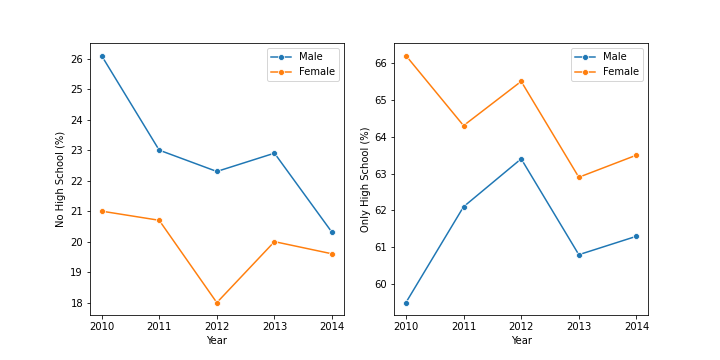 No High School (%)
26
25
24
23
22
21
20
19
18
2010 2011 2012 2013 2014
Year
Male
Female
Only High School (%)
66
65
64
63
62
61
60
2010 2011 2012 2013 2014
Year
Male
Female